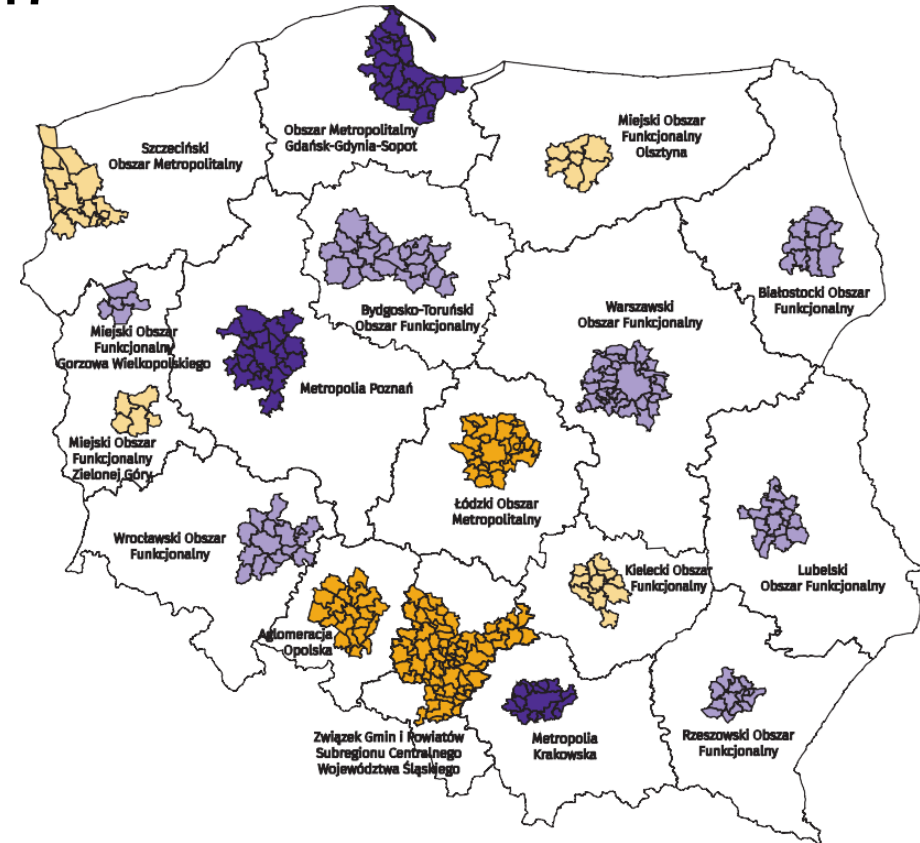 Szczeciński
Obszar Metropolitalny
Obszar Metropolitalny
Gdańsk-Gdynia-Sopot
Miejski Obszar
Funkcjonalny
Olsztyna
Miejski Obszar
Funkcjonalny
Gorzowa Wielkopolskiego
Bydgosko-Toruński
Obszar Funkcjonalny
Warszawski
Obszar Funkcjonalny
Białostocki Obszar
Funkcjonalny
Metropolia Poznań
Miejski Obszar
Funkcjonalny
Zielonej Góry
Łódzki Obszar
Metropolitalny
Wrocławski Obszar
Funkcjonalny
Kielecki Obszar
Funkcjonalny
Lubelski
Obszar Funkcjonalny
Aglomeracja
Opolska
Związek Gmin i Powiatów
Subregionu Centralnego
Województwa Śląskiego
Metropolia
Krakowska
Rzeszowski Obszar
Funkcjonalny